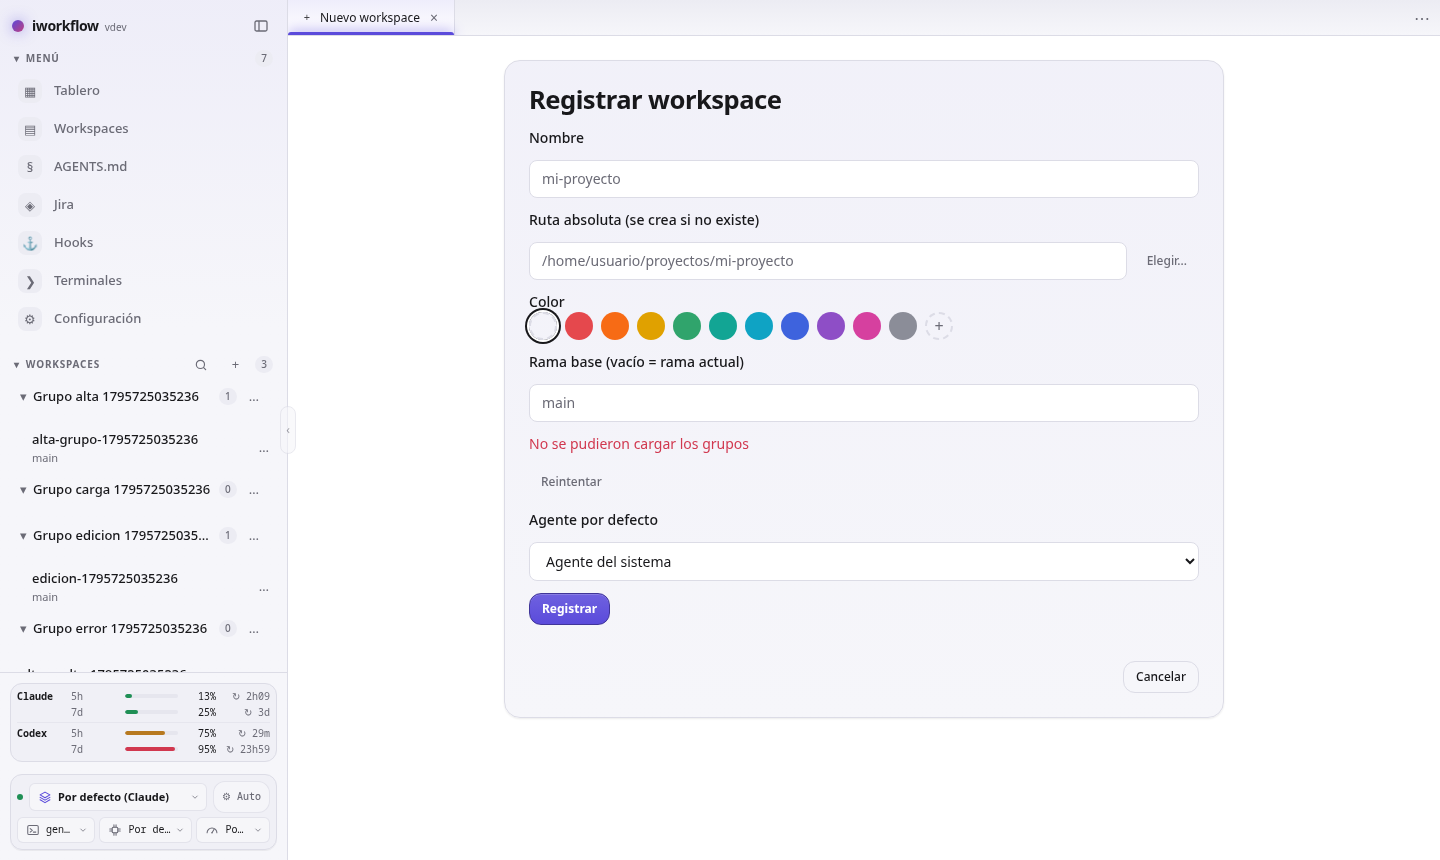 iworkflow vdev
MENÚ 7
Tablero
Workspaces
§ AGENTS.md
Jira
Hooks
Terminales
Configuración
WORKSPACES + 3
Grupo alta 1795725035236 1 ...
alta-grupo-1795725035236
main ...
Grupo carga 1795725035236 0 ...
Grupo edicion 1795725035... 1 ...
edicion-1795725035236
main ...
Grupo error 1795725035236 0 ...
Claude 5h 13% ↻ 2h09
7d 25% ↻ 3d
Codex 5h 75% ↻ 29m
7d 95% ↻ 23h59
Por defecto (Claude) Auto
gen… Por de… Po…
+ Nuevo workspace ×
Registrar workspace
Nombre
mi-proyecto
Ruta absoluta (se crea si no existe)
/home/usuario/proyectos/mi-proyecto Elegir...
Color
+
Rama base (vacío = rama actual)
main
No se pudieron cargar los grupos
Reintentar
Agente por defecto
Agente del sistema
Registrar
Cancelar